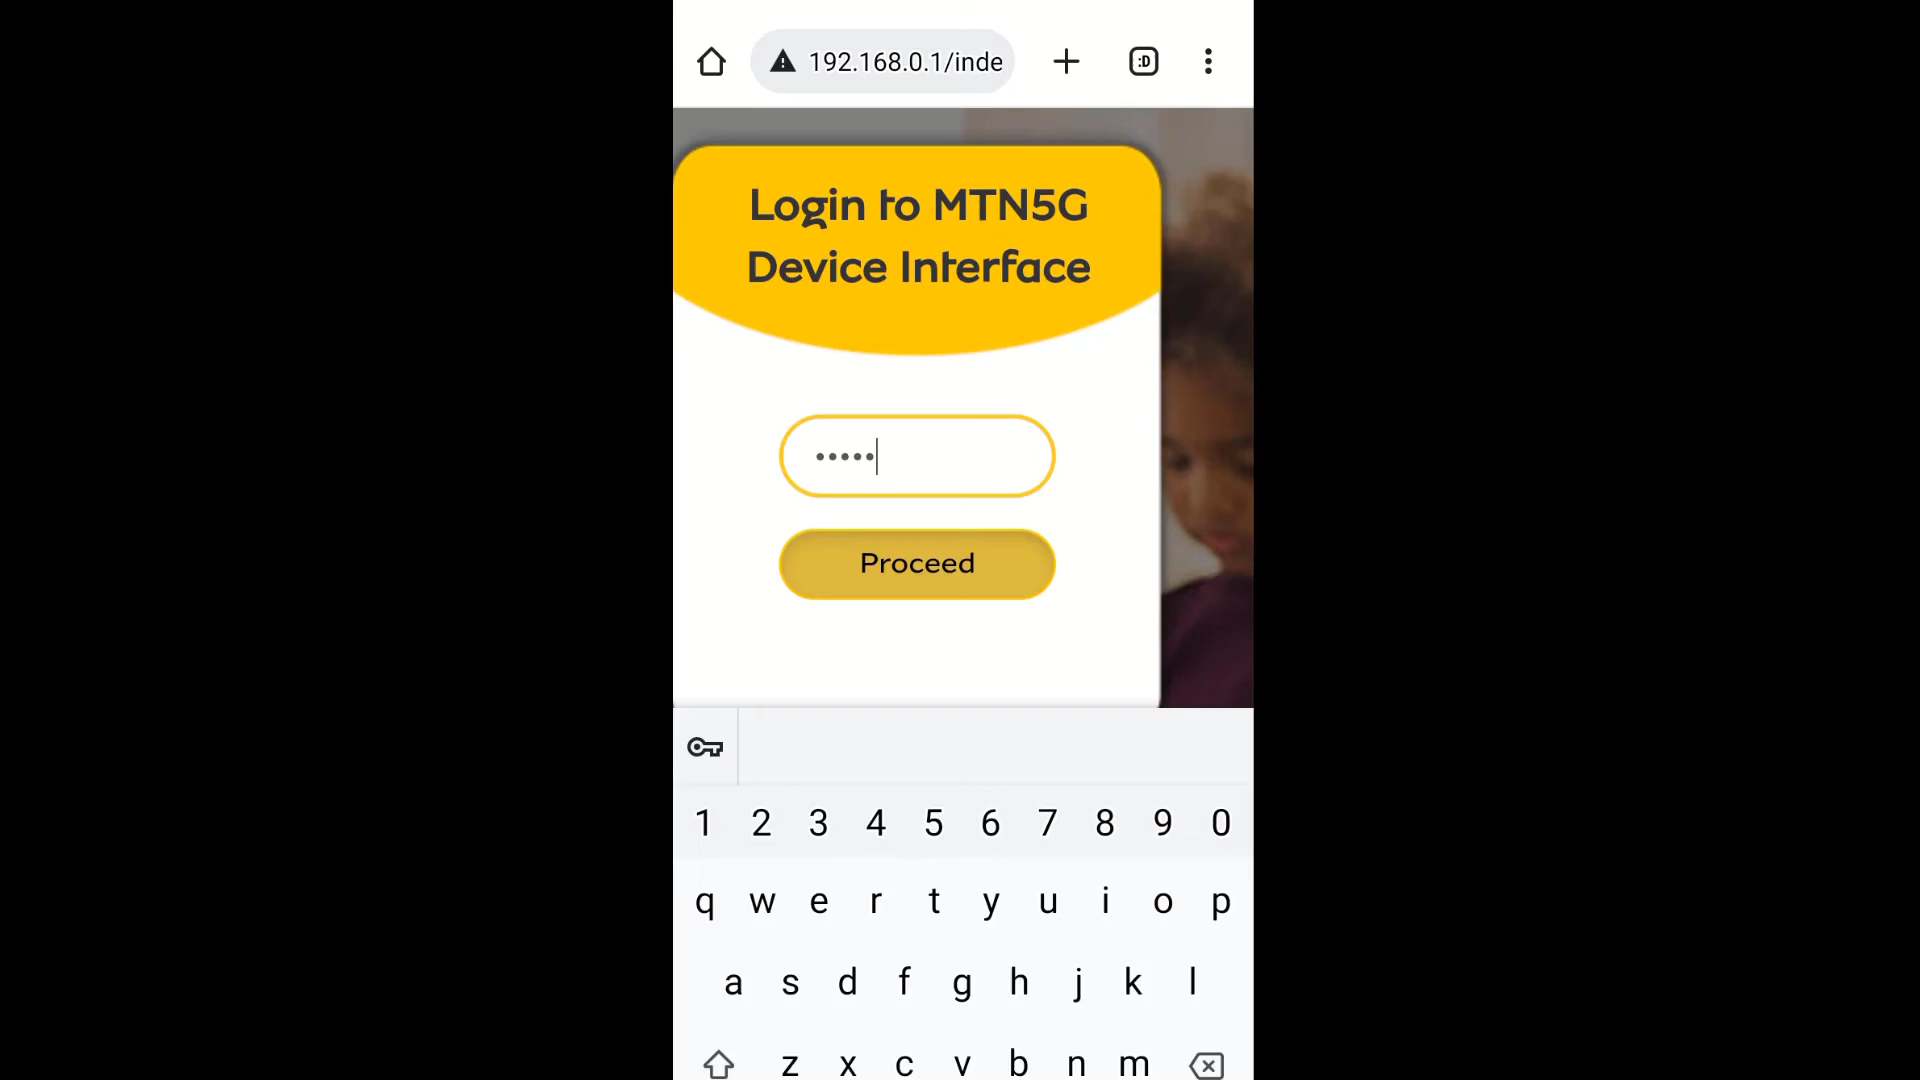 192.168.0.1/inde
:D
Login to MTN5G
Device Interface
•••••
Proceed
1 2 3 4 5 6 7 8 9 0
q w e r t y u i o p
a s d f g h j k l
z x c v b n m